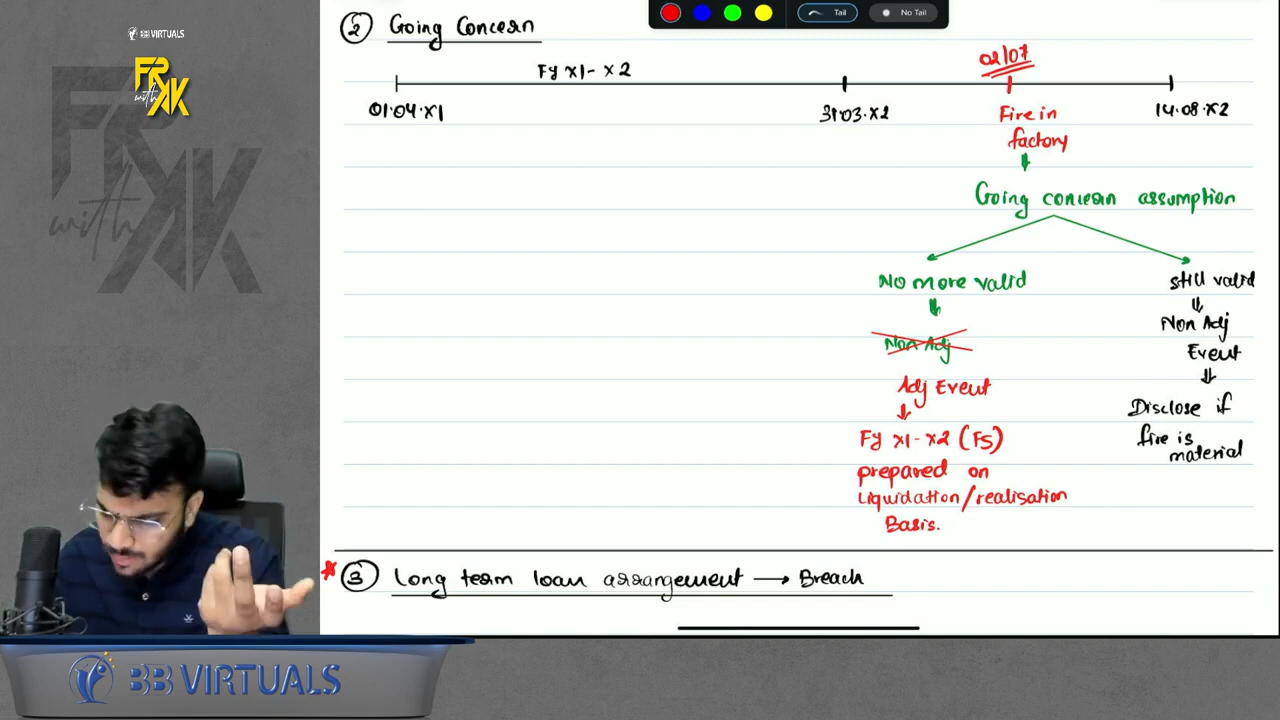 BB VIRTUALS
FR
with
AK
FR
with
AK
Tail
No Tail
② Going Concern
Fy x1- x2
02/07
01.04.x1
31.03.x2
14.08.x2
Fire in
factory
Going concern assumption
No more valid
Still valid
Non Adj
Non Adj
Event
Adj Event
Disclose if
fire is
material
Fy x1-x2 (FS)
prepared on
Liquidation/realisation
Basis.
③ Long term loan arrangement → Breach
BB VIRTUALS